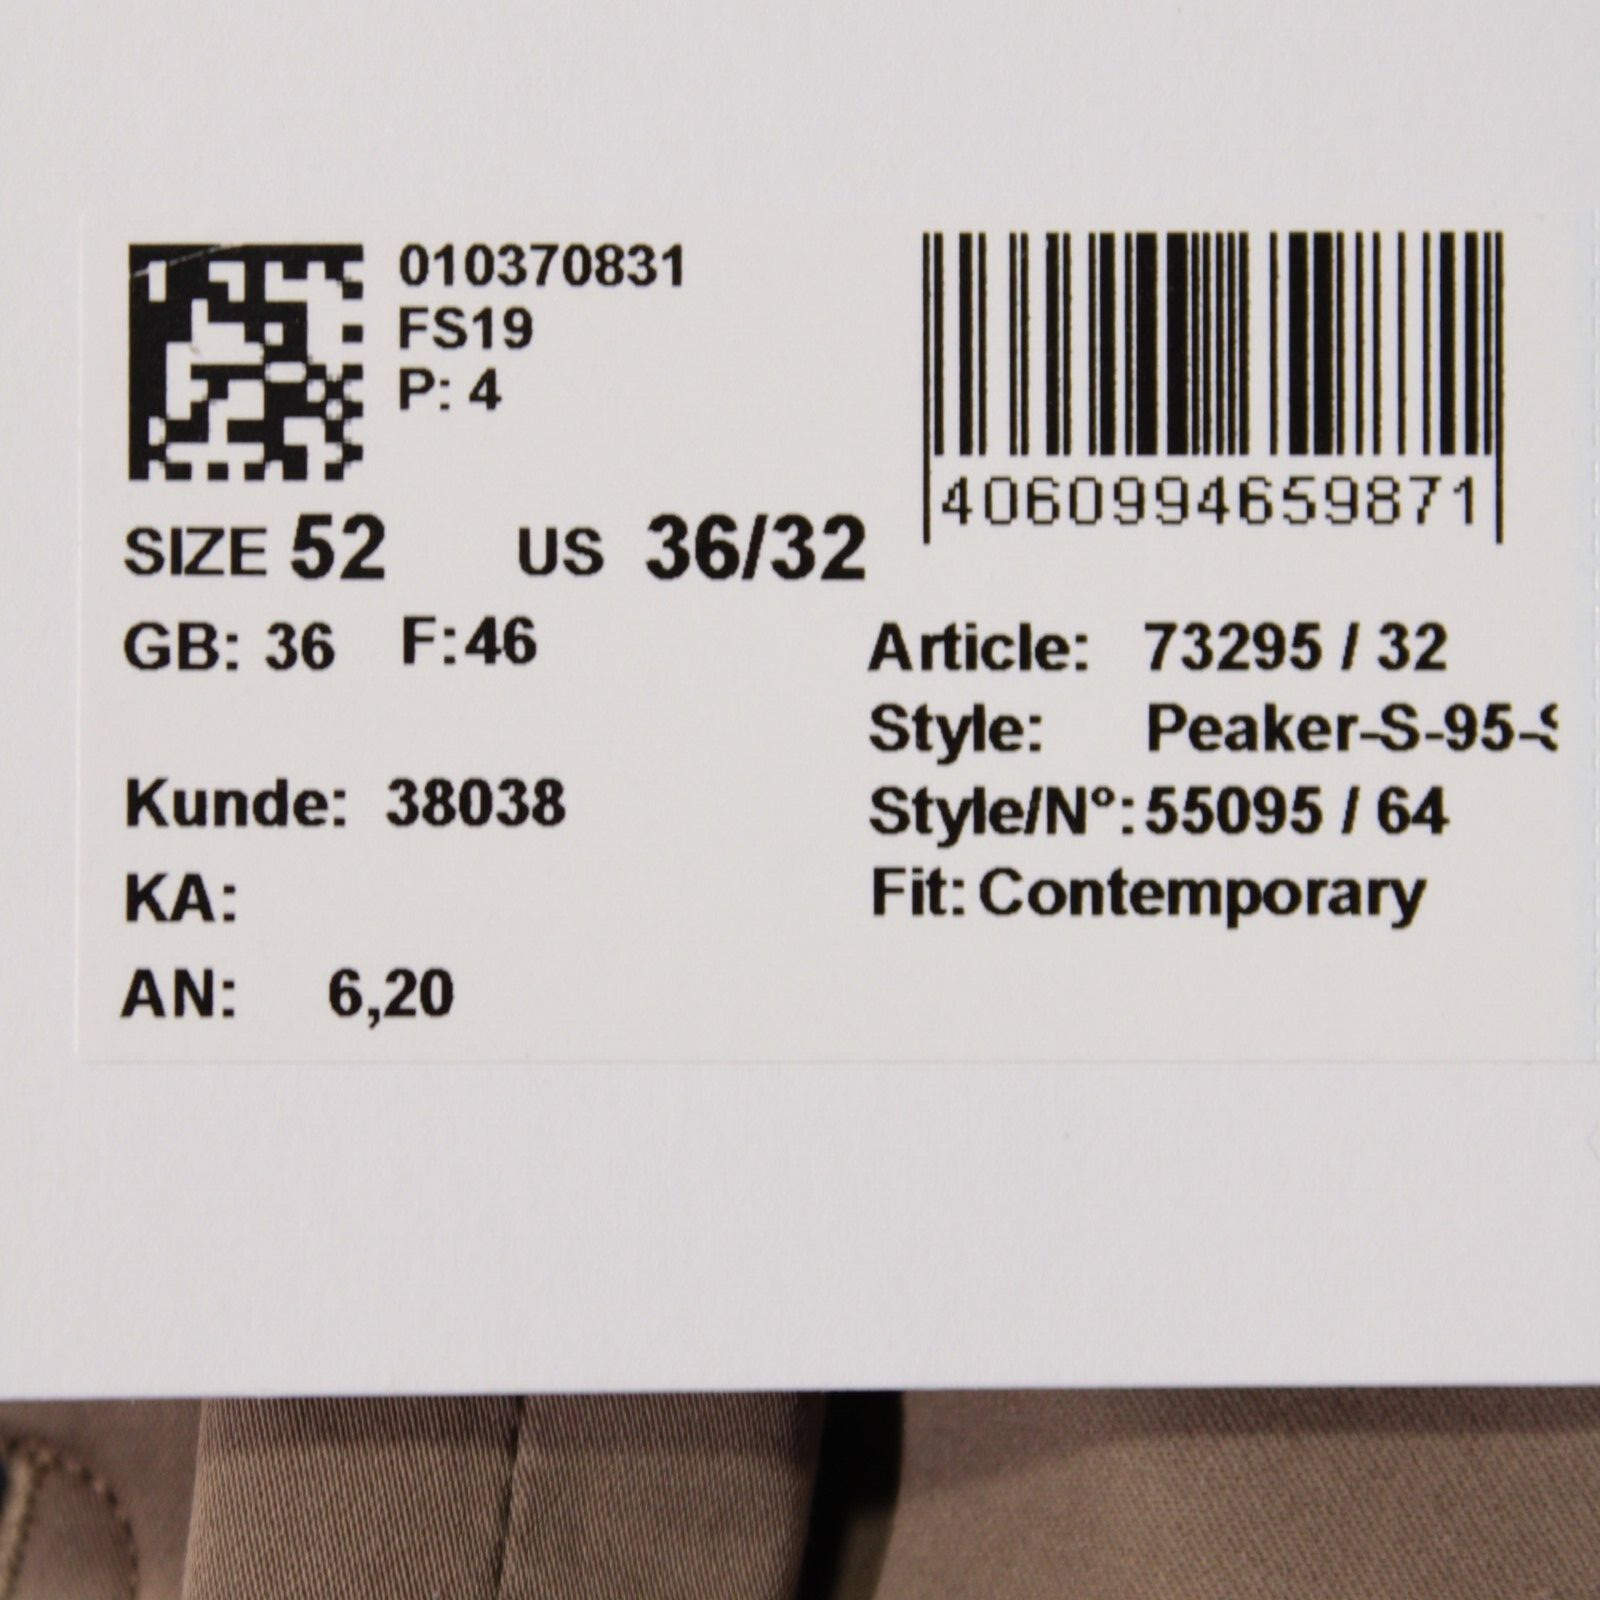 010370831
FS19
P: 4
4060994659871
SIZE 52 US 36/32
GB: 36 F:46
Article: 73295 / 32
Style: Peaker-S-95-S
Kunde: 38038
Style/N°: 55095 / 64
KA:
Fit: Contemporary
AN: 6,20